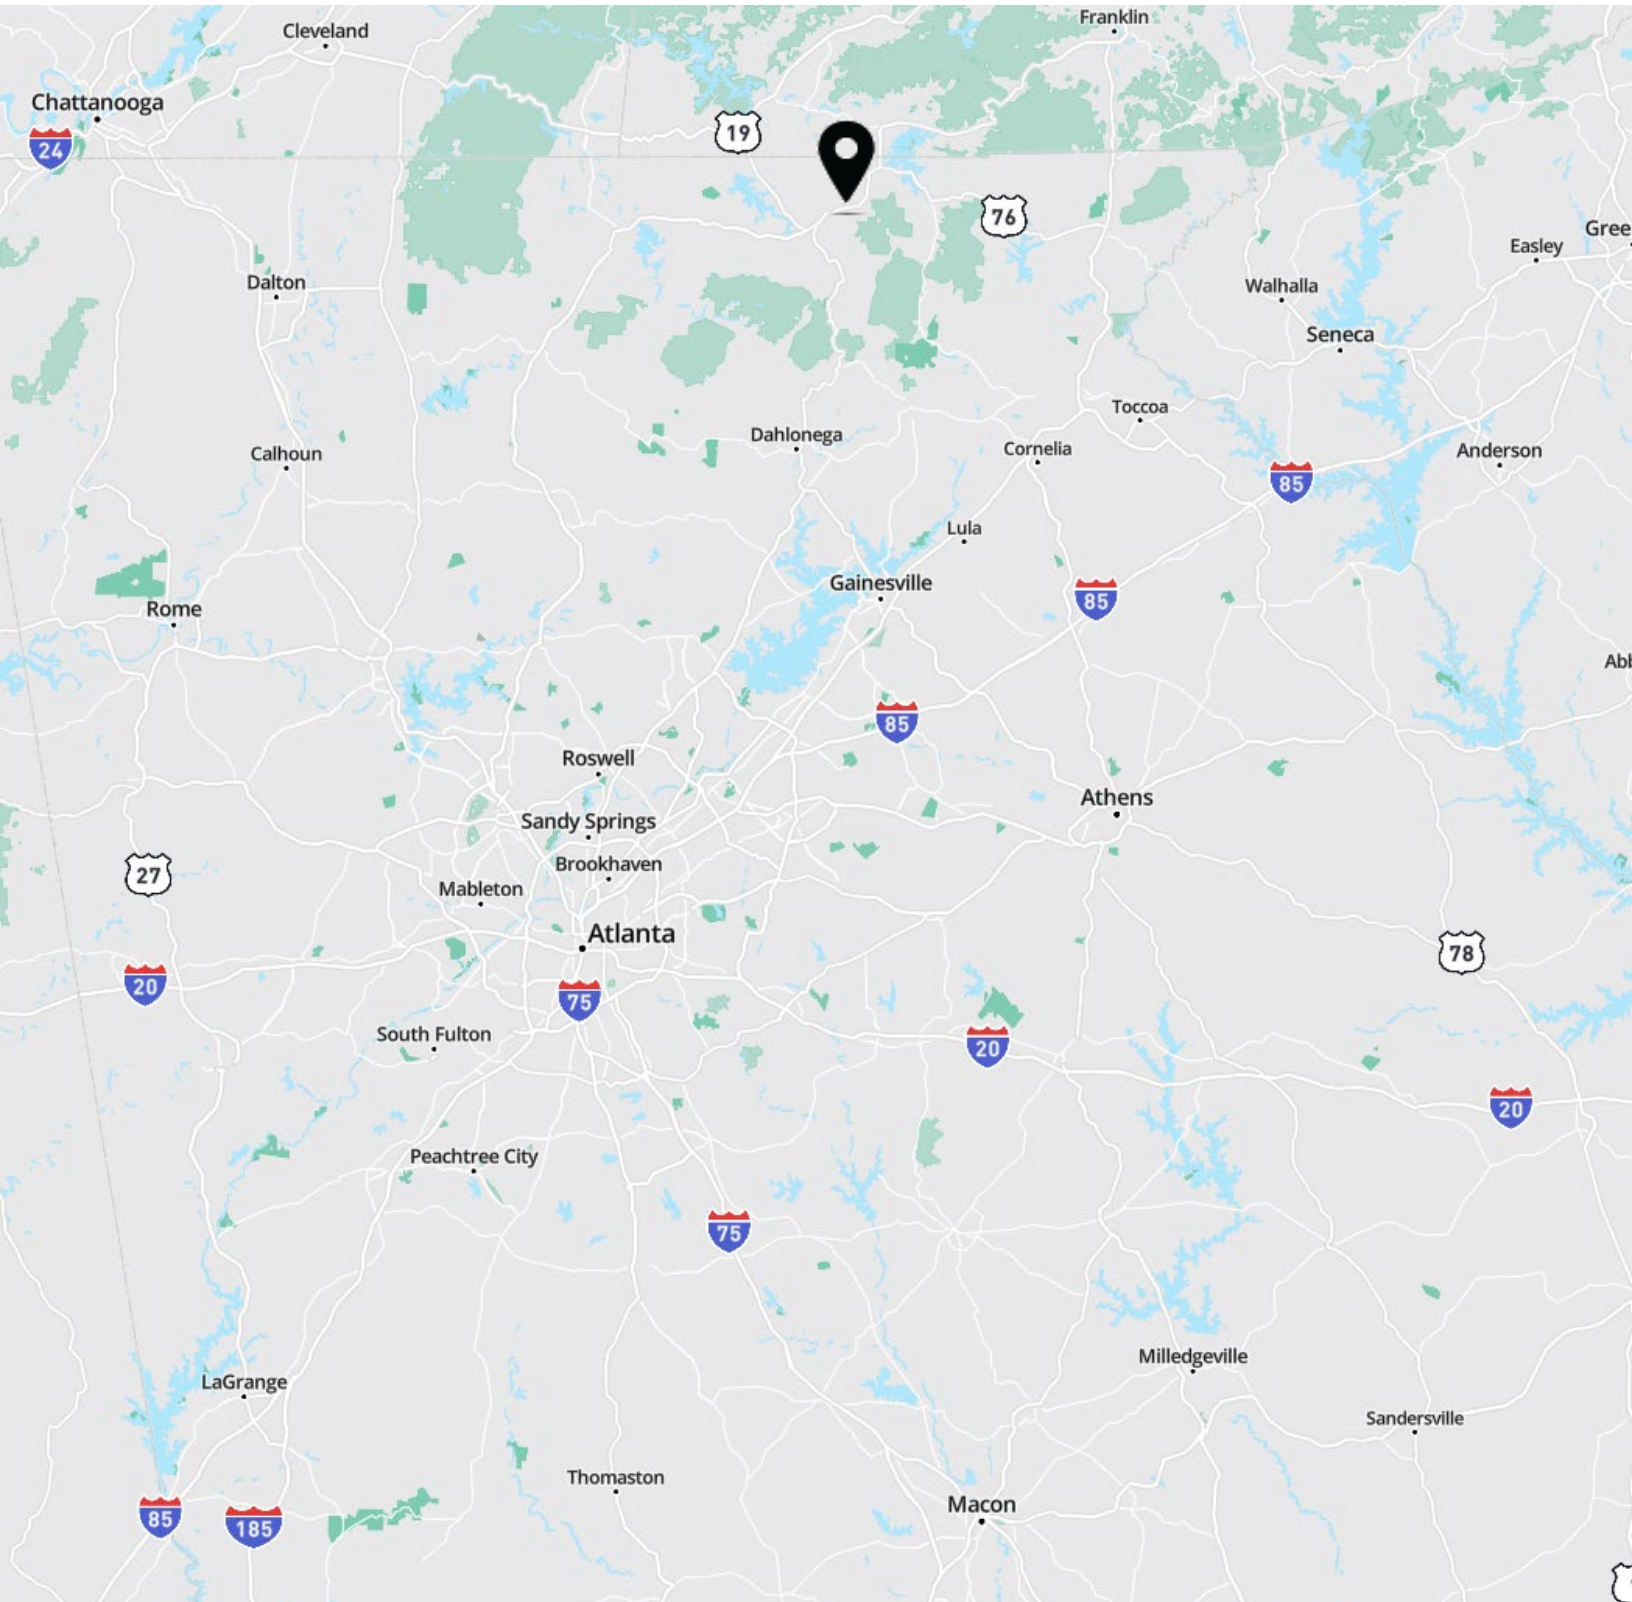 Franklin
Cleveland
Chattanooga
19
24
76
Gree
Easley
Dalton
Walhalla
Seneca
Toccoa
Dahlonega
Cornelia
Anderson
Calhoun
85
Lula
Gainesville
85
Rome
Abb
85
Roswell
Athens
Sandy Springs
Brookhaven
27
Mableton
Atlanta
78
20
75
South Fulton
20
20
Peachtree City
75
Milledgeville
LaGrange
Sandersville
Thomaston
Macon
85
185